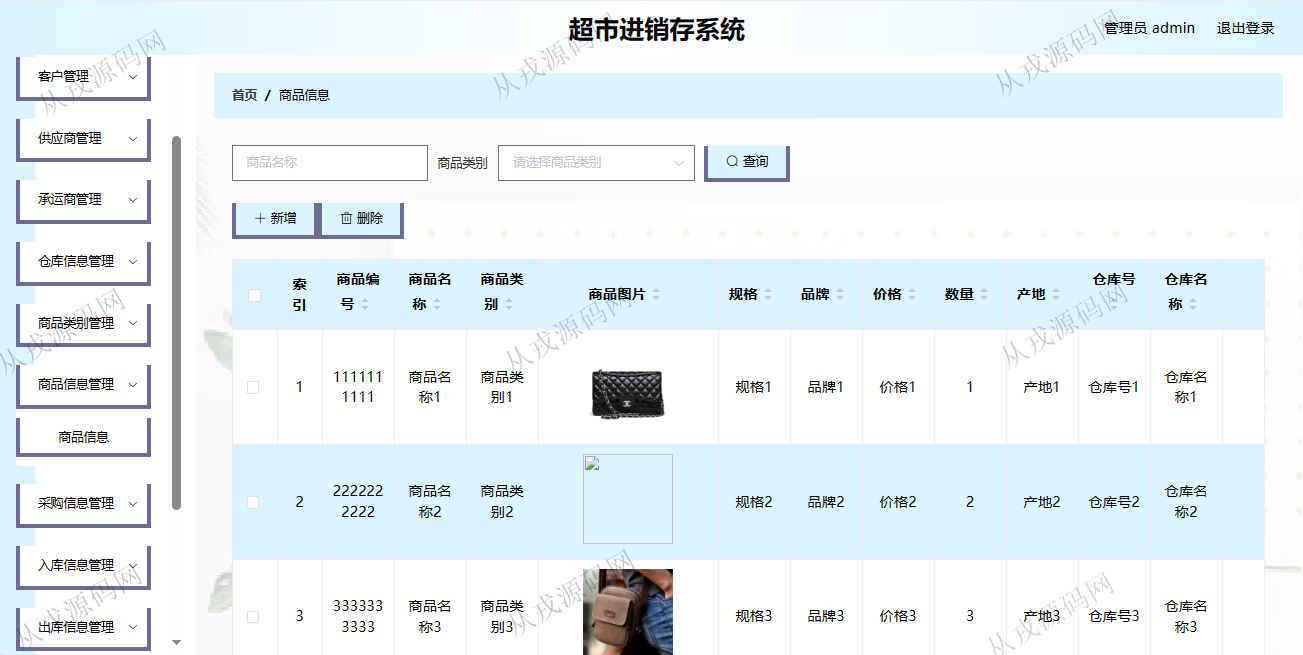 超市进销存系统
管理员 admin 退出登录
客户管理
供应商管理
承运商管理
仓库信息管理
商品类别管理
商品信息管理
商品信息
采购信息管理
入库信息管理
出库信息管理
首页 / 商品信息
商品名称 商品类别 请选择商品类别 查询
新增 删除
索引 商品编号 商品名称 商品类别 商品图片 规格 品牌 价格 数量 产地 仓库号 仓库名称
1 1111111111 商品名称1 商品类别1 规格1 品牌1 价格1 1 产地1 仓库号1 仓库名称1
2 2222222222 商品名称2 商品类别2 规格2 品牌2 价格2 2 产地2 仓库号2 仓库名称2
3 3333333333 商品名称3 商品类别3 规格3 品牌3 价格3 3 产地3 仓库号3 仓库名称3
从戎源码网
从戎源码网
从戎源码网
从戎源码网
从戎源码网
从戎源码网
从戎源码网
从戎源码网
从戎源码网